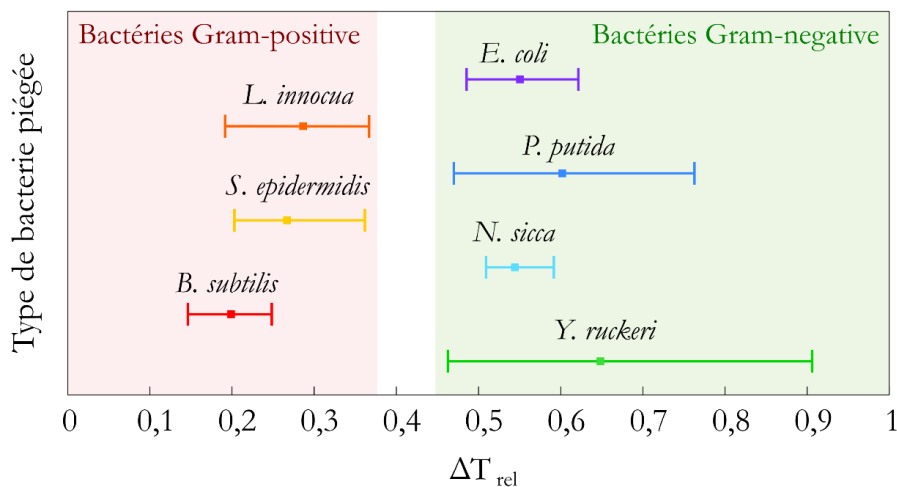 Bactéries Gram-positive
Bactéries Gram-negative
E. coli
L. innocua
P. putida
S. epidermidis
N. sicca
B. subtilis
Y. ruckeri
Type de bacterie piégée
0 0,1 0,2 0,3 0,4 0,5 0,6 0,7 0,8 0,9 1
ΔT rel